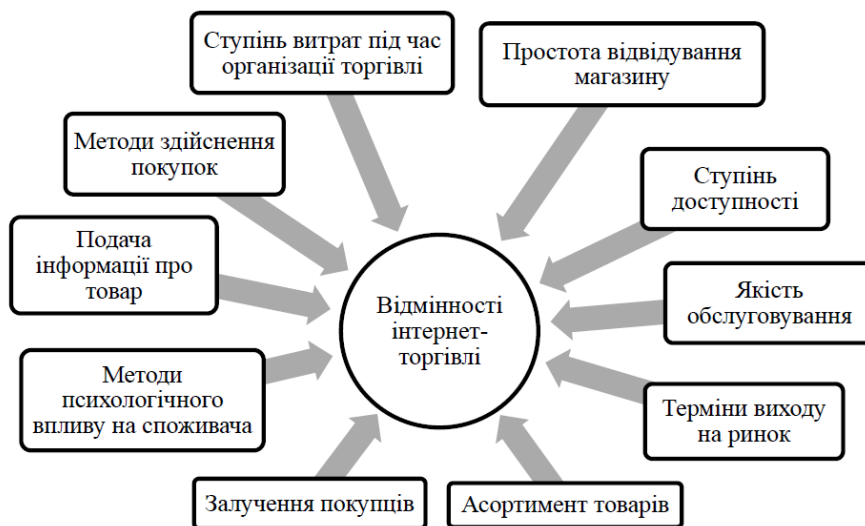 Ступінь витрат під час
організації торгівлі
Простота відвідування
магазину
Методи здійснення
покупок
Ступінь
доступності
Подача
інформації про
товар
Відмінності
інтернет-
торгівлі
Якість
обслуговування
Методи
психологічного
впливу на споживача
Терміни виходу
на ринок
Залучення покупців
Асортимент товарів